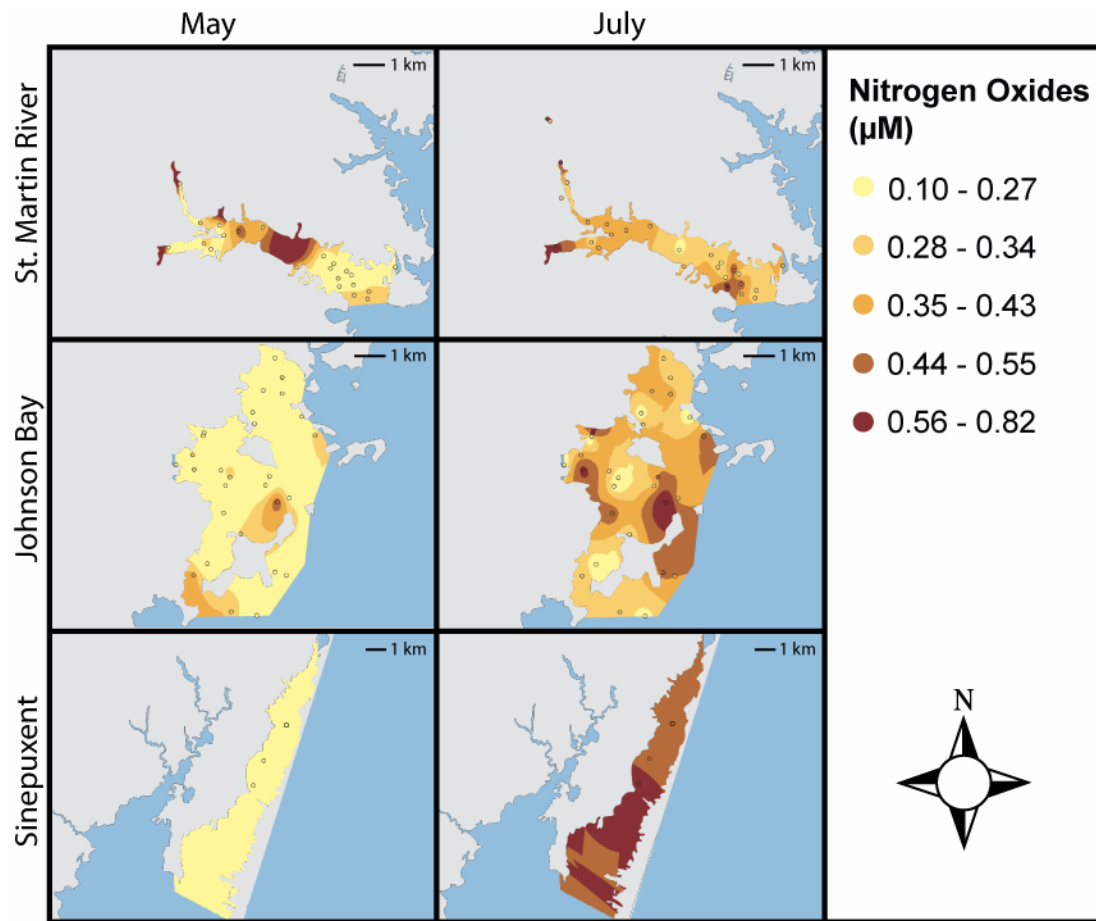 May
July
St. Martin River
1 km
1 km
Johnson Bay
1 km
1 km
Sinepuxent
1 km
1 km
Nitrogen Oxides
(µM)
0.10 - 0.27
0.28 - 0.34
0.35 - 0.43
0.44 - 0.55
0.56 - 0.82
N